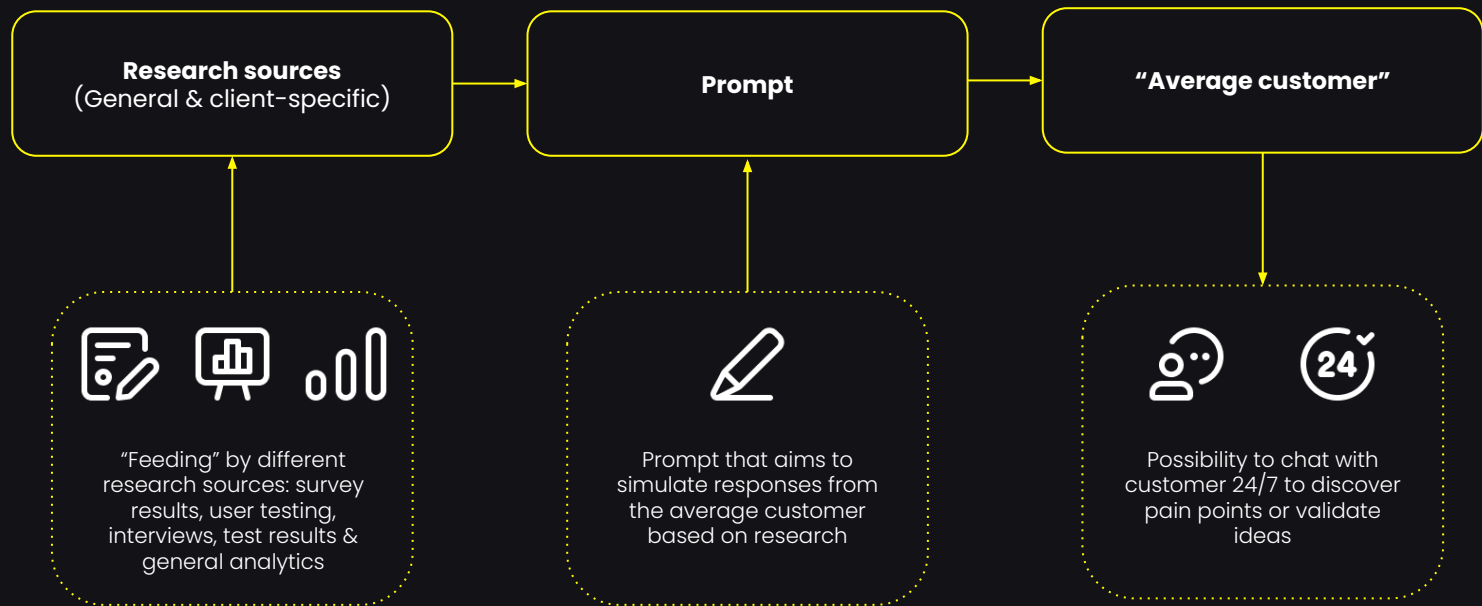 Research sources
(General & client-specific)
Prompt
“Average customer”
“Feeding” by different
research sources: survey
results, user testing,
interviews, test results &
general analytics
Prompt that aims to
simulate responses from
the average customer
based on research
24
Possibility to chat with
customer 24/7 to discover
pain points or validate
ideas